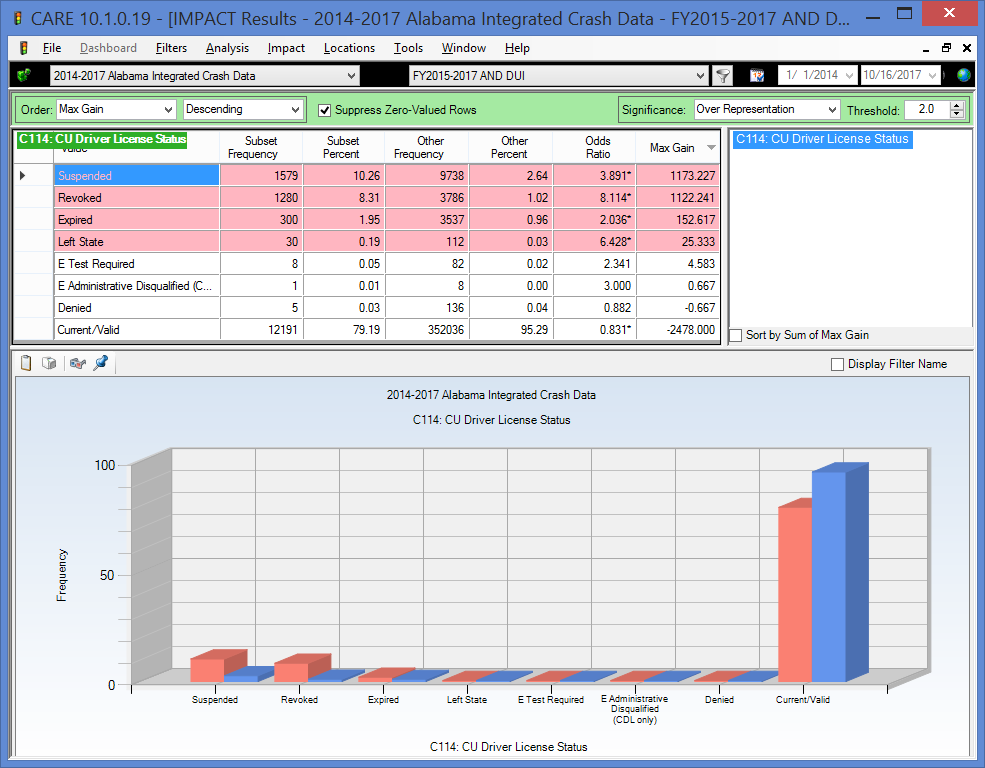 CARE 10.1.0.19 - [IMPACT Results - 2014-2017 Alabama Integrated Crash Data - FY2015-2017 AND D...
File Dashboard Filters Analysis Impact Locations Tools Window Help
2014-2017 Alabama Integrated Crash Data FY2015-2017 AND DUI 1/ 1/2014 10/16/2017
Order: Max Gain Descending Suppress Zero-Valued Rows Significance: Over Representation Threshold: 2.0
C114: CU Driver License Status Subset Frequency Subset Percent Other Frequency Other Percent Odds Ratio Max Gain
Suspended 1579 10.26 9738 2.64 3.891* 1173.227
Revoked 1280 8.31 3786 1.02 8.114* 1122.241
Expired 300 1.95 3537 0.96 2.036* 152.617
Left State 30 0.19 112 0.03 6.428* 25.333
E Test Required 8 0.05 82 0.02 2.341 4.583
E Administrative Disqualified (C... 1 0.01 8 0.00 3.000 0.667
Denied 5 0.03 136 0.04 0.882 -0.667
Current/Valid 12191 79.19 352036 95.29 0.831* -2478.000
C114: CU Driver License Status
Sort by Sum of Max Gain
Display Filter Name
2014-2017 Alabama Integrated Crash Data
C114: CU Driver License Status
100
50
0
Frequency
Suspended Revoked Expired Left State E Test Required E Administrative Disqualified (CDL only) Denied Current/Valid
C114: CU Driver License Status